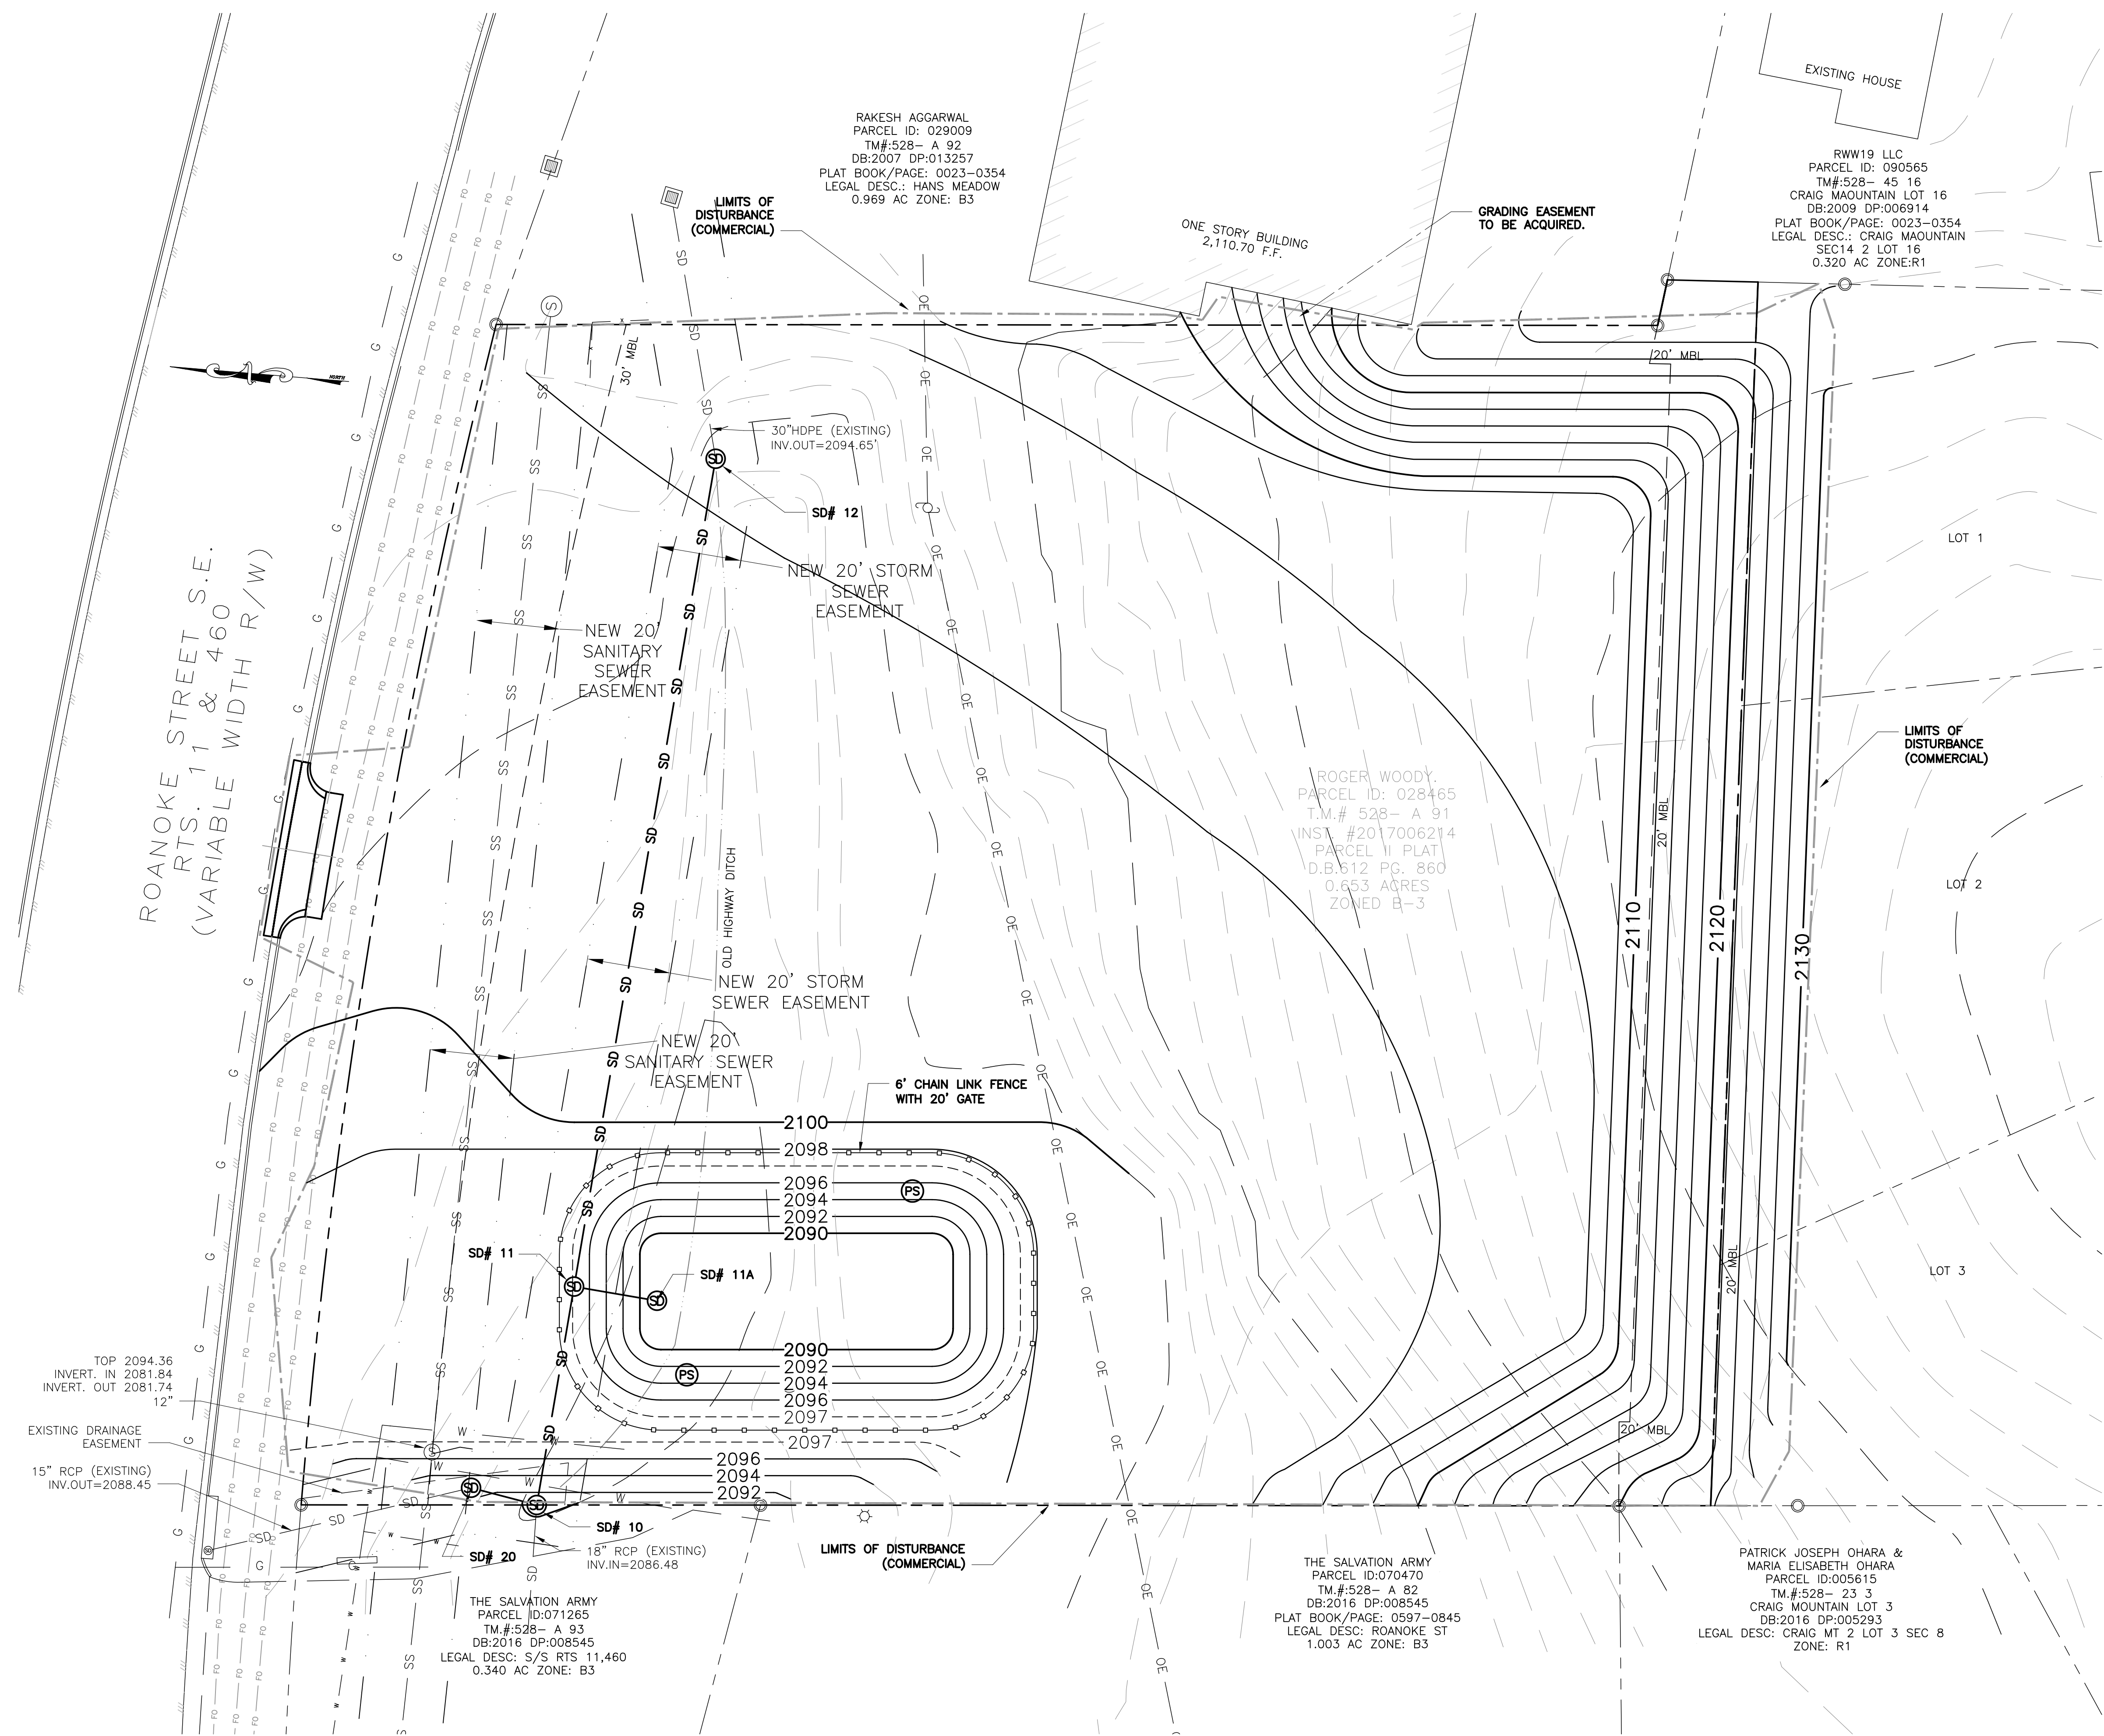 EXISTING HOUSE
RAKESH AGGARWAL
PARCEL ID: 029009
TM#:528- A 92
DB:2007 DP:013257
PLAT BOOK/PAGE: 0023-0354
LEGAL DESC.: HANS MEADOW
0.969 AC ZONE: B3
RWW19 LLC
PARCEL ID: 090565
TM#:528- 45 16
CRAIG MAOUNTAIN LOT 16
DB:2009 DP:006914
PLAT BOOK/PAGE: 0023-0354
LEGAL DESC.: CRAIG MAOUNTAIN
SEC14 2 LOT 16
0.320 AC ZONE:R1
LIMITS OF
DISTURBANCE
(COMMERCIAL)
GRADING EASEMENT
TO BE ACQUIRED.
ONE STORY BUILDING
2,110.70 F.F.
NORTH
30' MBL
20' MBL
30"HDPE (EXISTING)
INV.OUT=2094.65'
SD# 12
LOT 1
ROANOKE STREET S.E.
RTS. 11 & 460
(VARIABLE WIDTH R/W)
NEW 20' STORM
SEWER
EASEMENT
NEW 20'
SANITARY
SEWER
EASEMENT
LIMITS OF
DISTURBANCE
(COMMERCIAL)
ROGER WOODY.
PARCEL ID: 028465
T.M.# 528- A 91
INST. #2017006214
PARCEL II PLAT
D.B.612 PG. 860
0.653 ACRES
ZONED B-3
20' MBL
OLD HIGHWAY DITCH
LOT 2
2110
2120
2130
NEW 20' STORM
SEWER EASEMENT
NEW 20'
SANITARY SEWER
EASEMENT
6' CHAIN LINK FENCE
WITH 20' GATE
2100
2098
2096
PS
2094
2092
2090
SD# 11
SD# 11A
20' MBL
LOT 3
2090
2092
PS
2094
2096
2097
TOP 2094.36
INVERT. IN 2081.84
INVERT. OUT 2081.74
12"
EXISTING DRAINAGE
EASEMENT
15" RCP (EXISTING)
INV.OUT=2088.45
2097
2096
2094
2092
20' MBL
SD# 10
SD# 20
18" RCP (EXISTING)
INV.IN=2086.48
LIMITS OF DISTURBANCE
(COMMERCIAL)
THE SALVATION ARMY
PARCEL ID:071265
TM.#:528- A 93
DB:2016 DP:008545
LEGAL DESC: S/S RTS 11,460
0.340 AC ZONE: B3
THE SALVATION ARMY
PARCEL ID:070470
TM.#:528- A 82
DB:2016 DP:008545
PLAT BOOK/PAGE: 0597-0845
LEGAL DESC: ROANOKE ST
1.003 AC ZONE: B3
PATRICK JOSEPH OHARA &
MARIA ELISABETH OHARA
PARCEL ID:005615
TM.#:528- 23 3
CRAIG MOUNTAIN LOT 3
DB:2016 DP:005293
LEGAL DESC: CRAIG MT 2 LOT 3 SEC 8
ZONE: R1